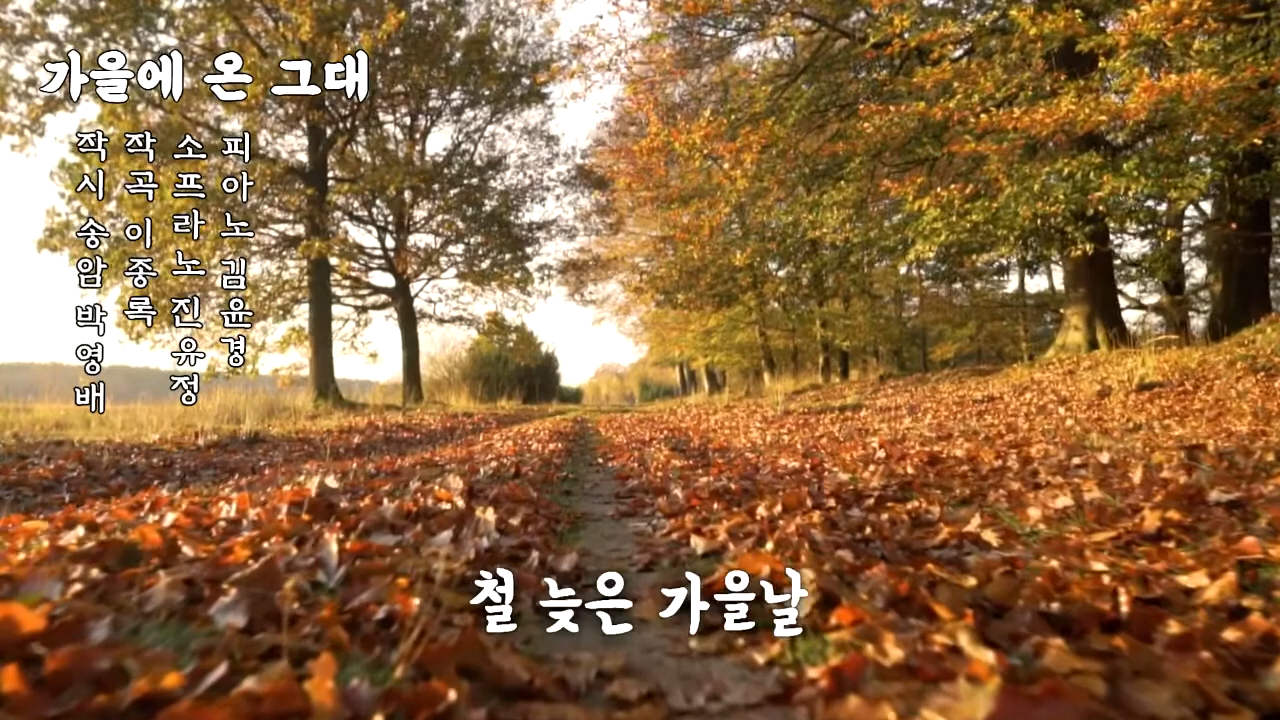 가을에 온 그대
작시 송암 박영배
작곡 이종록
소프라노 진유정
피아노 김윤경
철 늦은 가을날